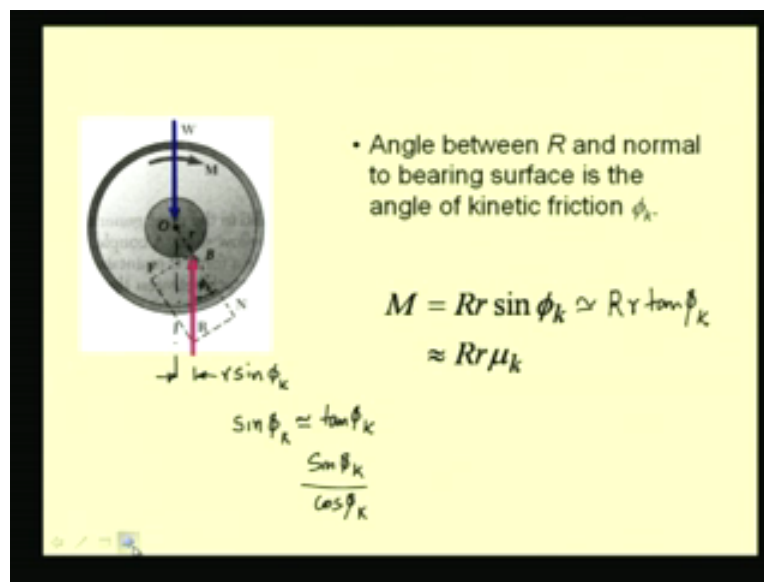 W
M
O
r
B
F
N
R
r sin ϕk
• Angle between R and normal
to bearing surface is the
angle of kinetic friction ϕk.
M = Rr sin ϕk ≃ Rr tan ϕk
≈ Rrμk
sin ϕk ≃ tan ϕk
sin ϕk
cos ϕk